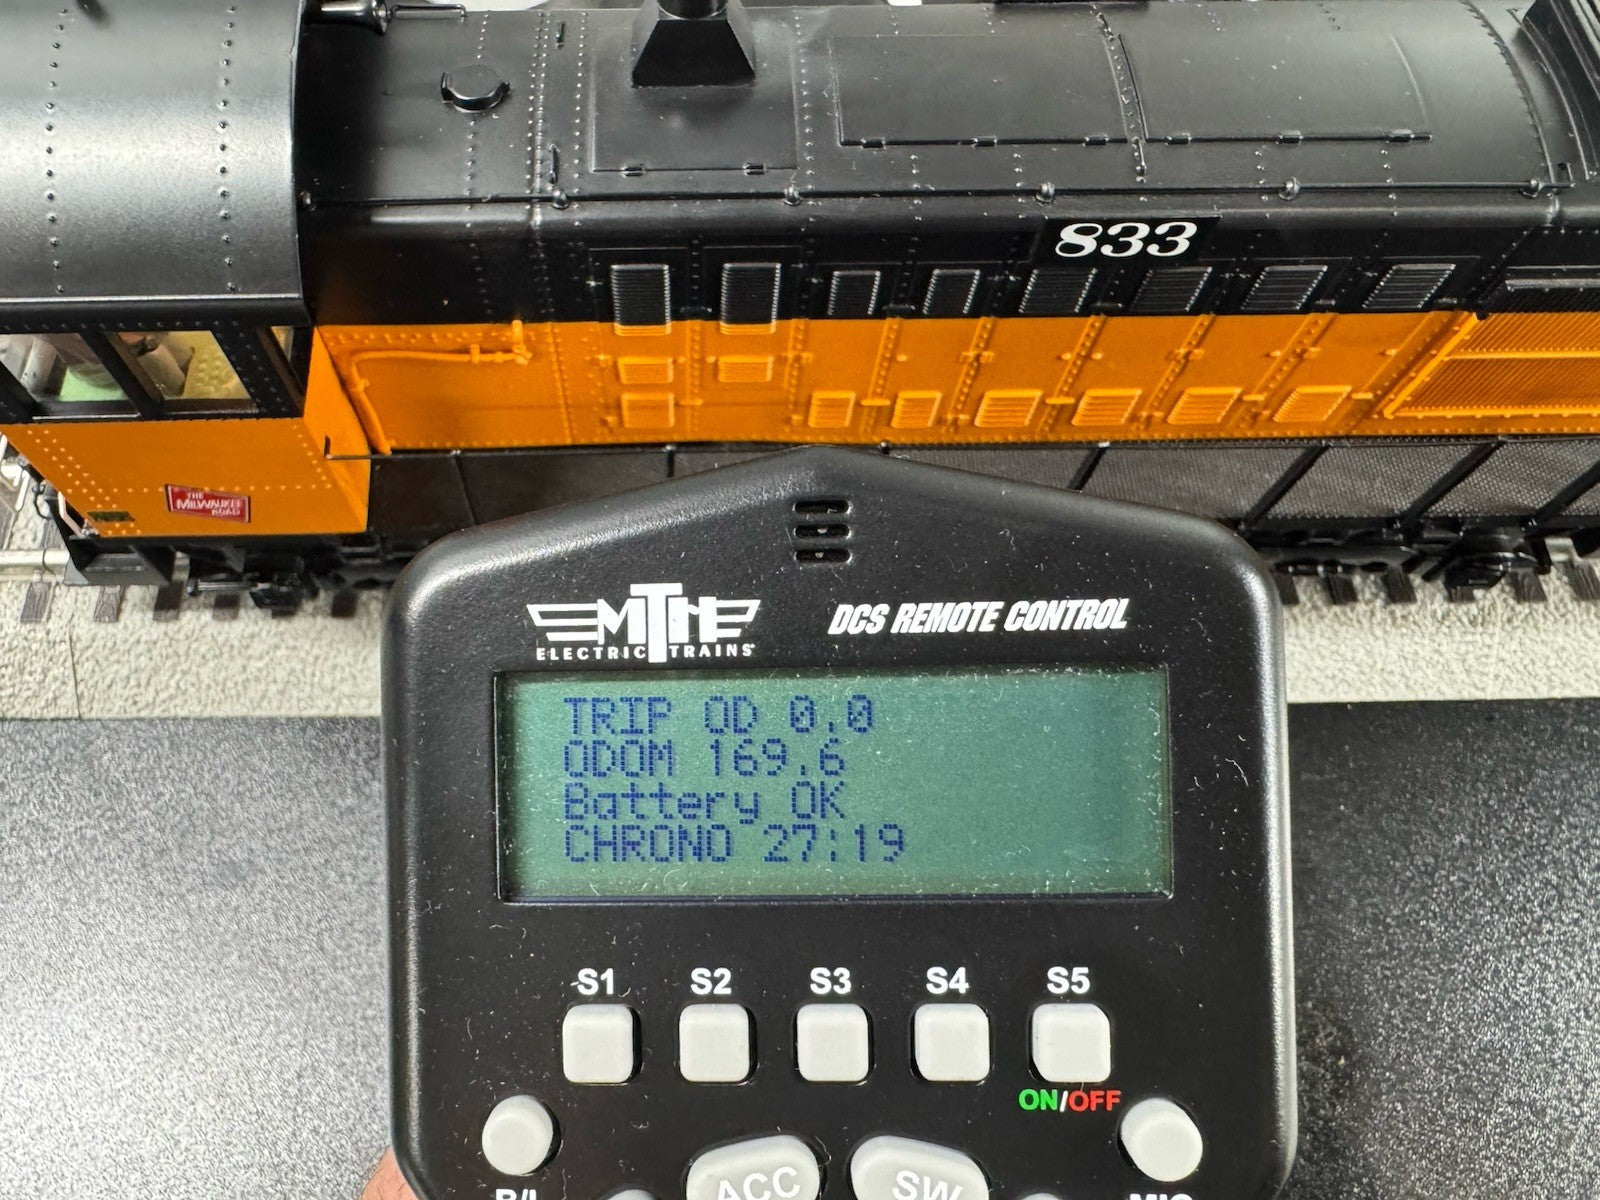 833
THE
MILWAUKEE
ROAD
MTH
ELECTRIC TRAINS
DCS REMOTE CONTROL
TRIP OD 0.0
ODOM 169.6
Battery OK
CHRONO 27:19
S1 S2 S3 S4 S5
ON/OFF
ACC SW